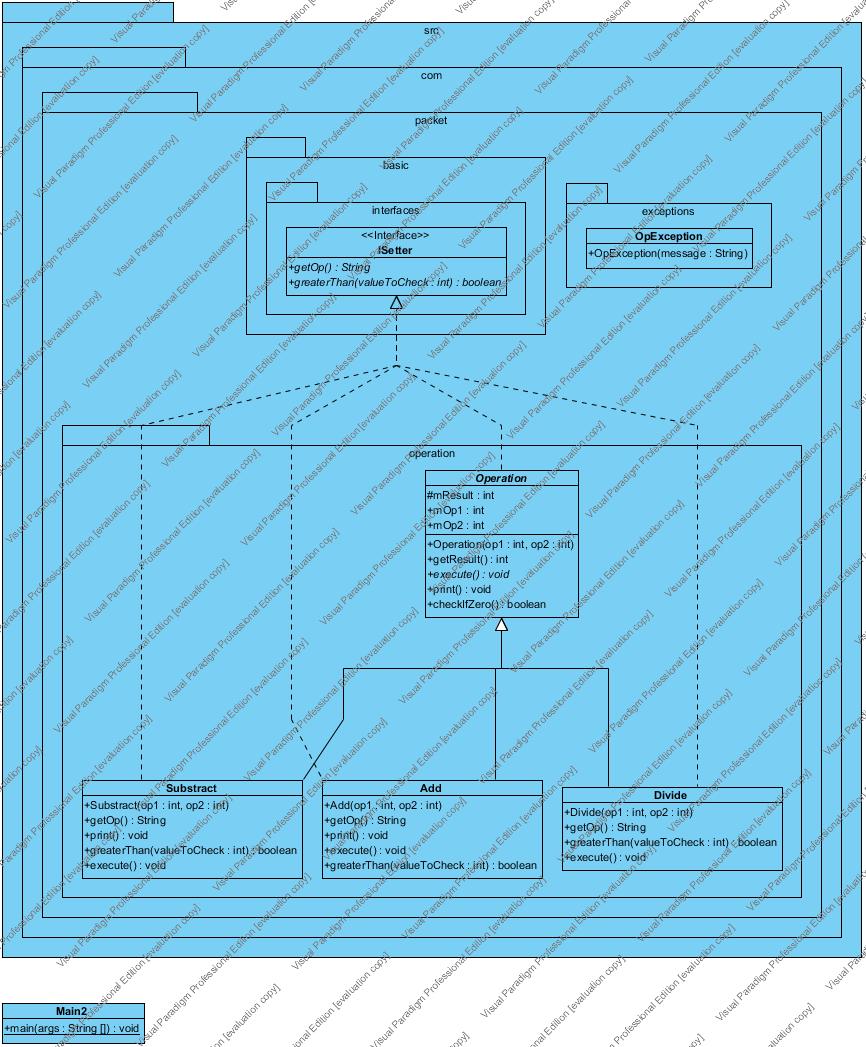 src
com
packet
basic
interfaces
<<Interface>>
ISetter
+getOp() : String
+greaterThan(valueToCheck : int) : boolean
exceptions
OpException
+OpException(message : String)
operation
Operation
#mResult : int
+mOp1 : int
+mOp2 : int
+Operation(op1 : int, op2 : int)
+getResult() : int
+execute() : void
+print() : void
+checkIfZero() : boolean
Substract
+Substract(op1 : int, op2 : int)
+getOp() : String
+print() : void
+greaterThan(valueToCheck : int) : boolean
+execute() : void
Add
+Add(op1 : int, op2 : int)
+getOp() : String
+print() : void
+execute() : void
+greaterThan(valueToCheck : int) : boolean
Divide
+Divide(op1 : int, op2 : int)
+getOp() : String
+greaterThan(valueToCheck : int) : boolean
+execute() : void
Main2
+main(args : String []) : void
Visual Paradigm Professional Edition [evaluation copy]